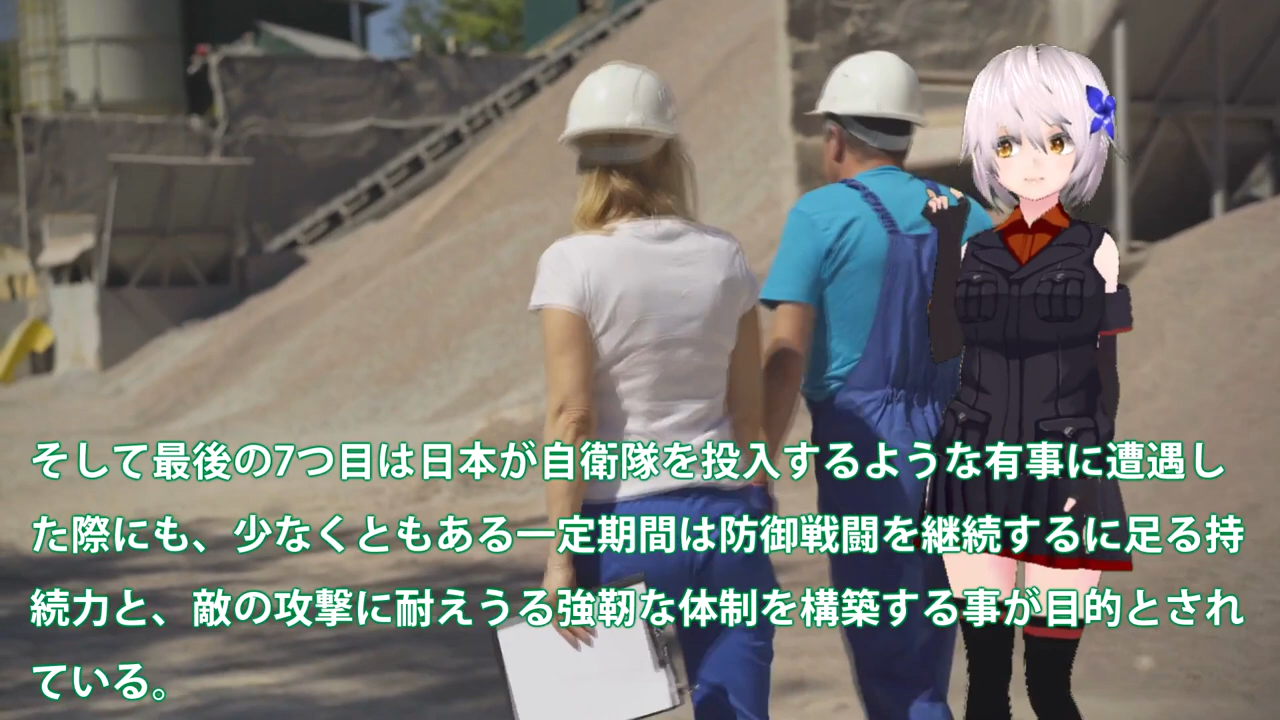 そして最後の7つ目は日本が自衛隊を投入するような有事に遭遇し
た際にも、少なくともある一定期間は防御戦闘を継続するに足る持
続力と、敵の攻撃に耐えうる強靭な体制を構築する事が目的とされ
ている。